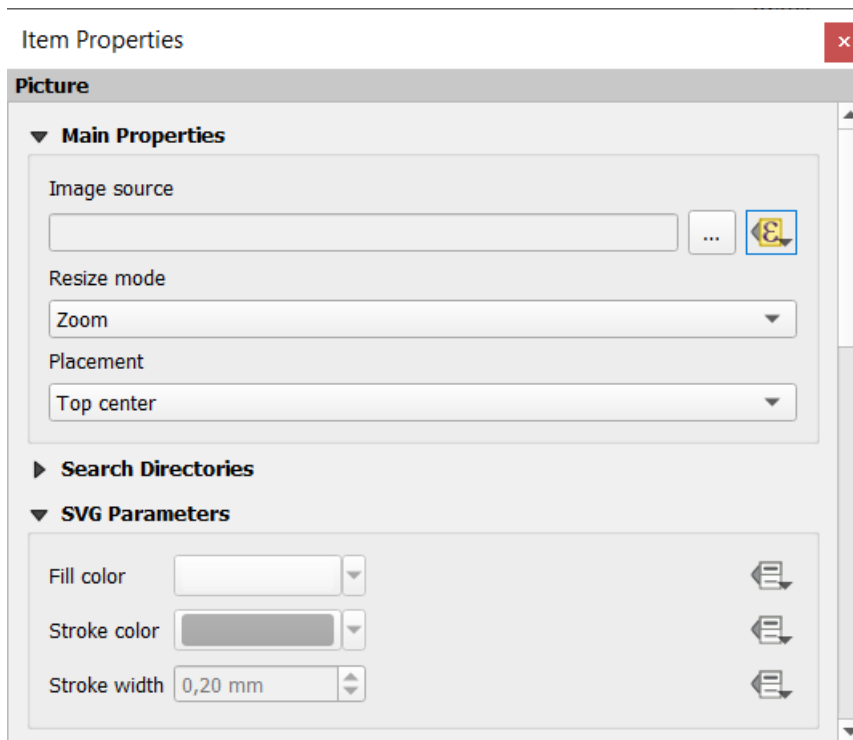 Item Properties
Picture
Main Properties
Image source
...
ε
Resize mode
Zoom
Placement
Top center
Search Directories
SVG Parameters
Fill color
Stroke color
Stroke width 0,20 mm